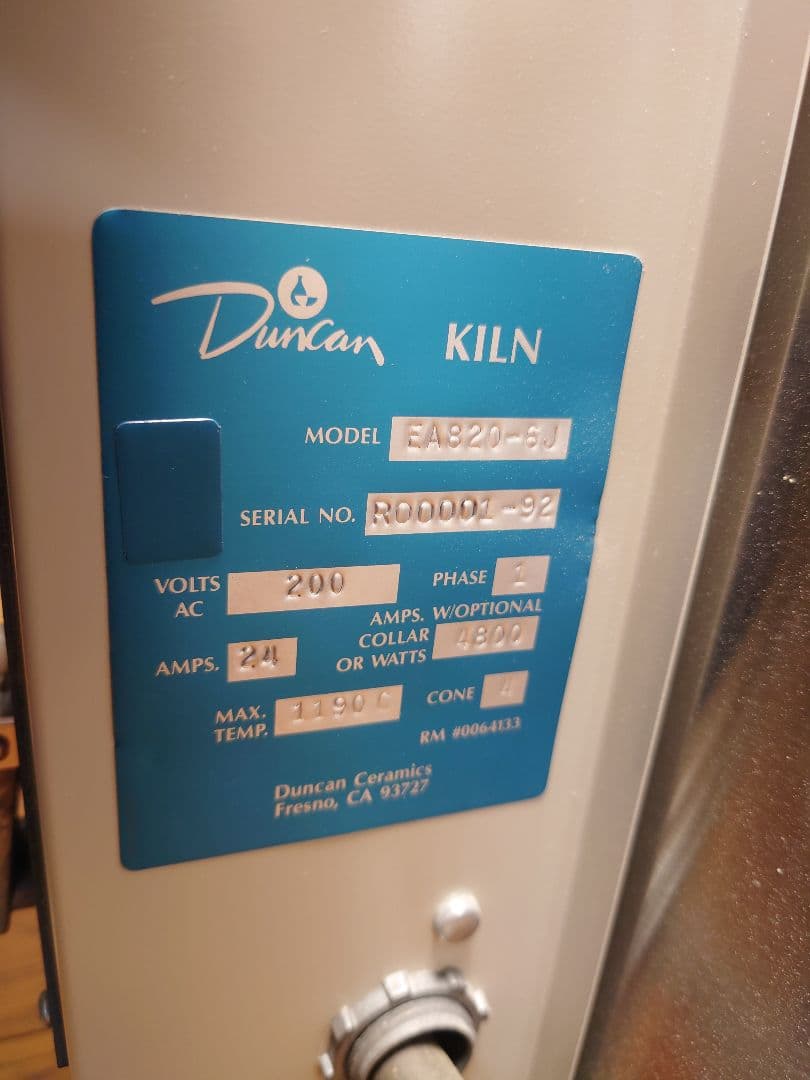 Duncan KILN
MODEL EA820-6J
SERIAL NO. R00001-92
VOLTS AC 200
PHASE 1
AMPS. 24
AMPS. W/OPTIONAL
COLLAR
OR WATTS 4800
MAX.
TEMP. 1190C
CONE 4
RM #0064133
Duncan Ceramics
Fresno, CA 93727